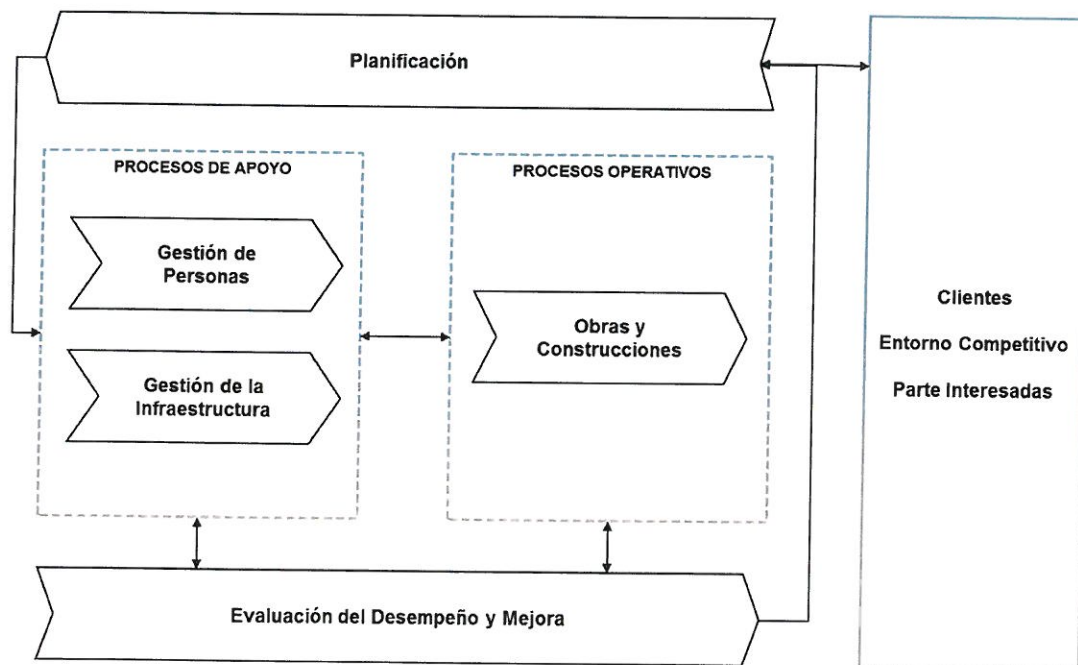 Planificación
PROCESOS DE APOYO
Gestión de
Personas
Gestión de la
Infraestructura
PROCESOS OPERATIVOS
Obras y
Construcciones
Clientes
Entorno Competitivo
Parte Interesadas
Evaluación del Desempeño y Mejora